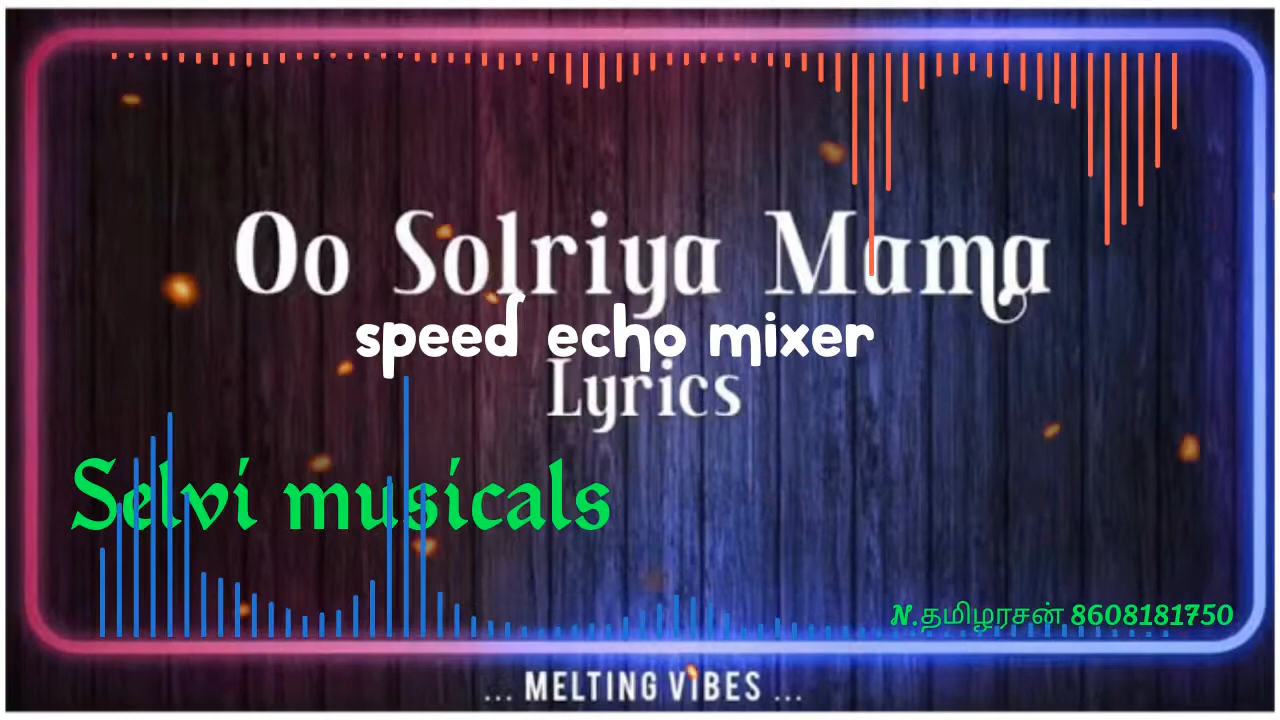 Oo Solriya Mama
speed echo mixer
Lyrics
Selvi musicals
N.தமிழரசன் 8608181750
... MELTING VIBES ...